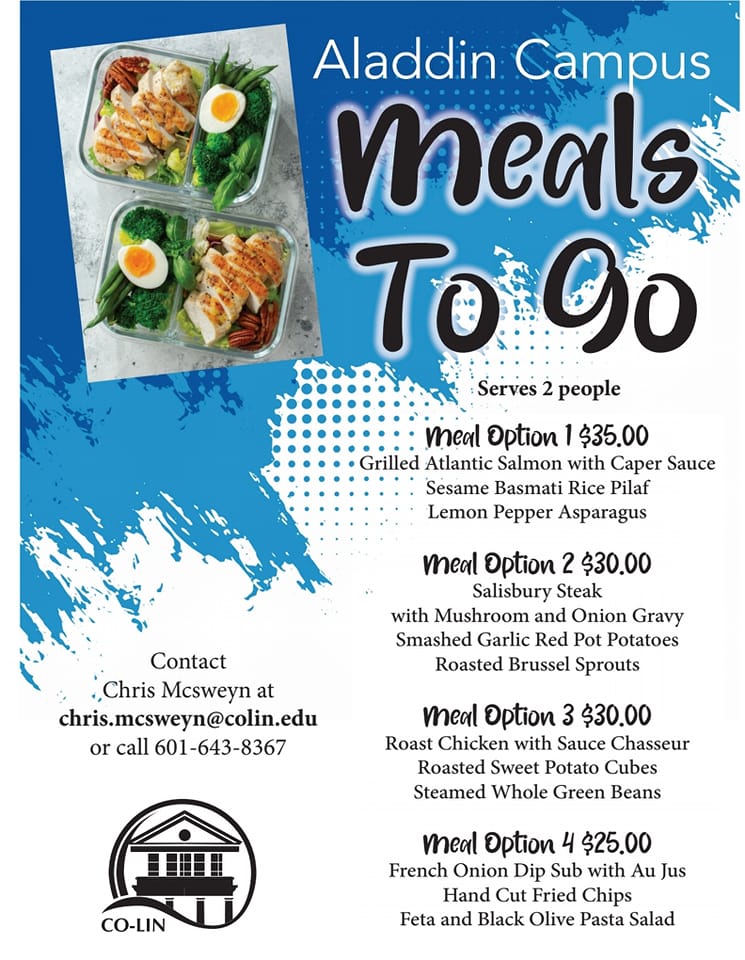 Aladdin Campus
Meals
To Go
Serves 2 people
Meal Option 1 $35.00
Grilled Atlantic Salmon with Caper Sauce
Sesame Basmati Rice Pilaf
Lemon Pepper Asparagus
Meal Option 2 $30.00
Salisbury Steak
with Mushroom and Onion Gravy
Smashed Garlic Red Pot Potatoes
Roasted Brussel Sprouts
Meal Option 3 $30.00
Roast Chicken with Sauce Chasseur
Roasted Sweet Potato Cubes
Steamed Whole Green Beans
Meal Option 4 $25.00
French Onion Dip Sub with Au Jus
Hand Cut Fried Chips
Feta and Black Olive Pasta Salad
Contact
Chris Mcsweyn at
chris.mcsweyn@colin.edu
or call 601-643-8367
CO-LIN